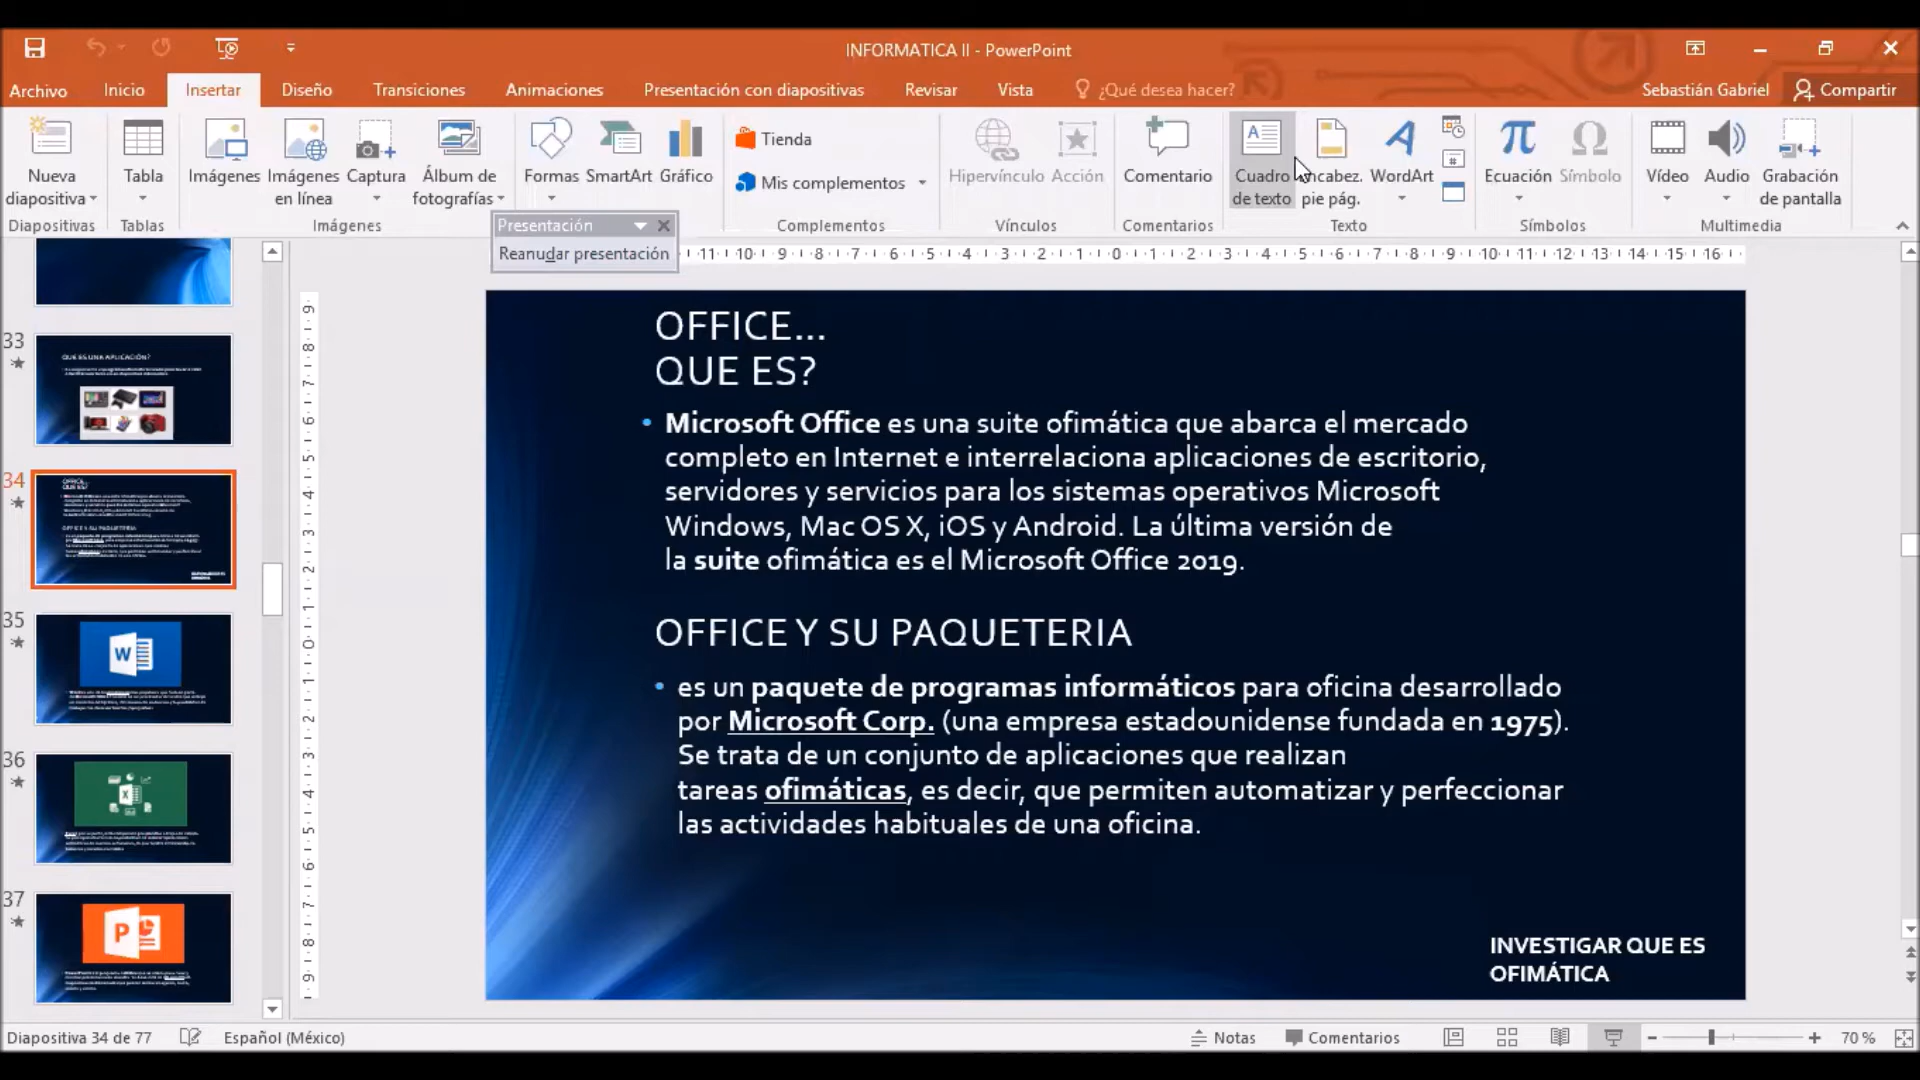 INFORMATICA II - PowerPoint
Archivo Inicio Insertar Diseño Transiciones Animaciones Presentación con diapositivas Revisar Vista ¿Qué desea hacer? Sebastián Gabriel Compartir
Nueva diapositiva
Tabla
Imágenes
Imágenes en línea
Captura
Álbum de fotografías
Formas
SmartArt
Gráfico
Tienda
Mis complementos
Hipervínculo
Acción
Comentario
Cuadro de texto
ncabez. pie pág.
WordArt
Ecuación
Símbolo
Vídeo
Audio
Grabación de pantalla
Diapositivas Tablas Imágenes Complementos Vínculos Comentarios Texto Símbolos Multimedia
Presentación
Reanudar presentación
33
QUE ES UNA APLICACIÓN?
34
35
36
37
OFFICE...
QUE ES?
• Microsoft Office es una suite ofimática que abarca el mercado
completo en Internet e interrelaciona aplicaciones de escritorio,
servidores y servicios para los sistemas operativos Microsoft
Windows, Mac OS X, iOS y Android. La última versión de
la suite ofimática es el Microsoft Office 2019.
OFFICE Y SU PAQUETERIA
• es un paquete de programas informáticos para oficina desarrollado
por Microsoft Corp. (una empresa estadounidense fundada en 1975).
Se trata de un conjunto de aplicaciones que realizan
tareas ofimáticas, es decir, que permiten automatizar y perfeccionar
las actividades habituales de una oficina.
INVESTIGAR QUE ES
OFIMÁTICA
Diapositiva 34 de 77 Español (México) Notas Comentarios 70 %